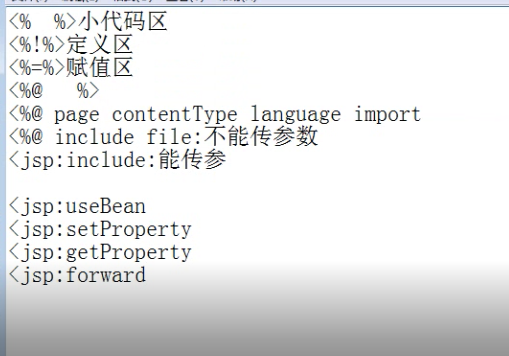 <%  %>小代码区
<%!%>定义区
<%=%>赋值区
<%@   %>
<%@ page contentType language import
<%@ include file:不能传参数
<jsp:include:能传参
<jsp:useBean
<jsp:setProperty
<jsp:getProperty
<jsp:forward